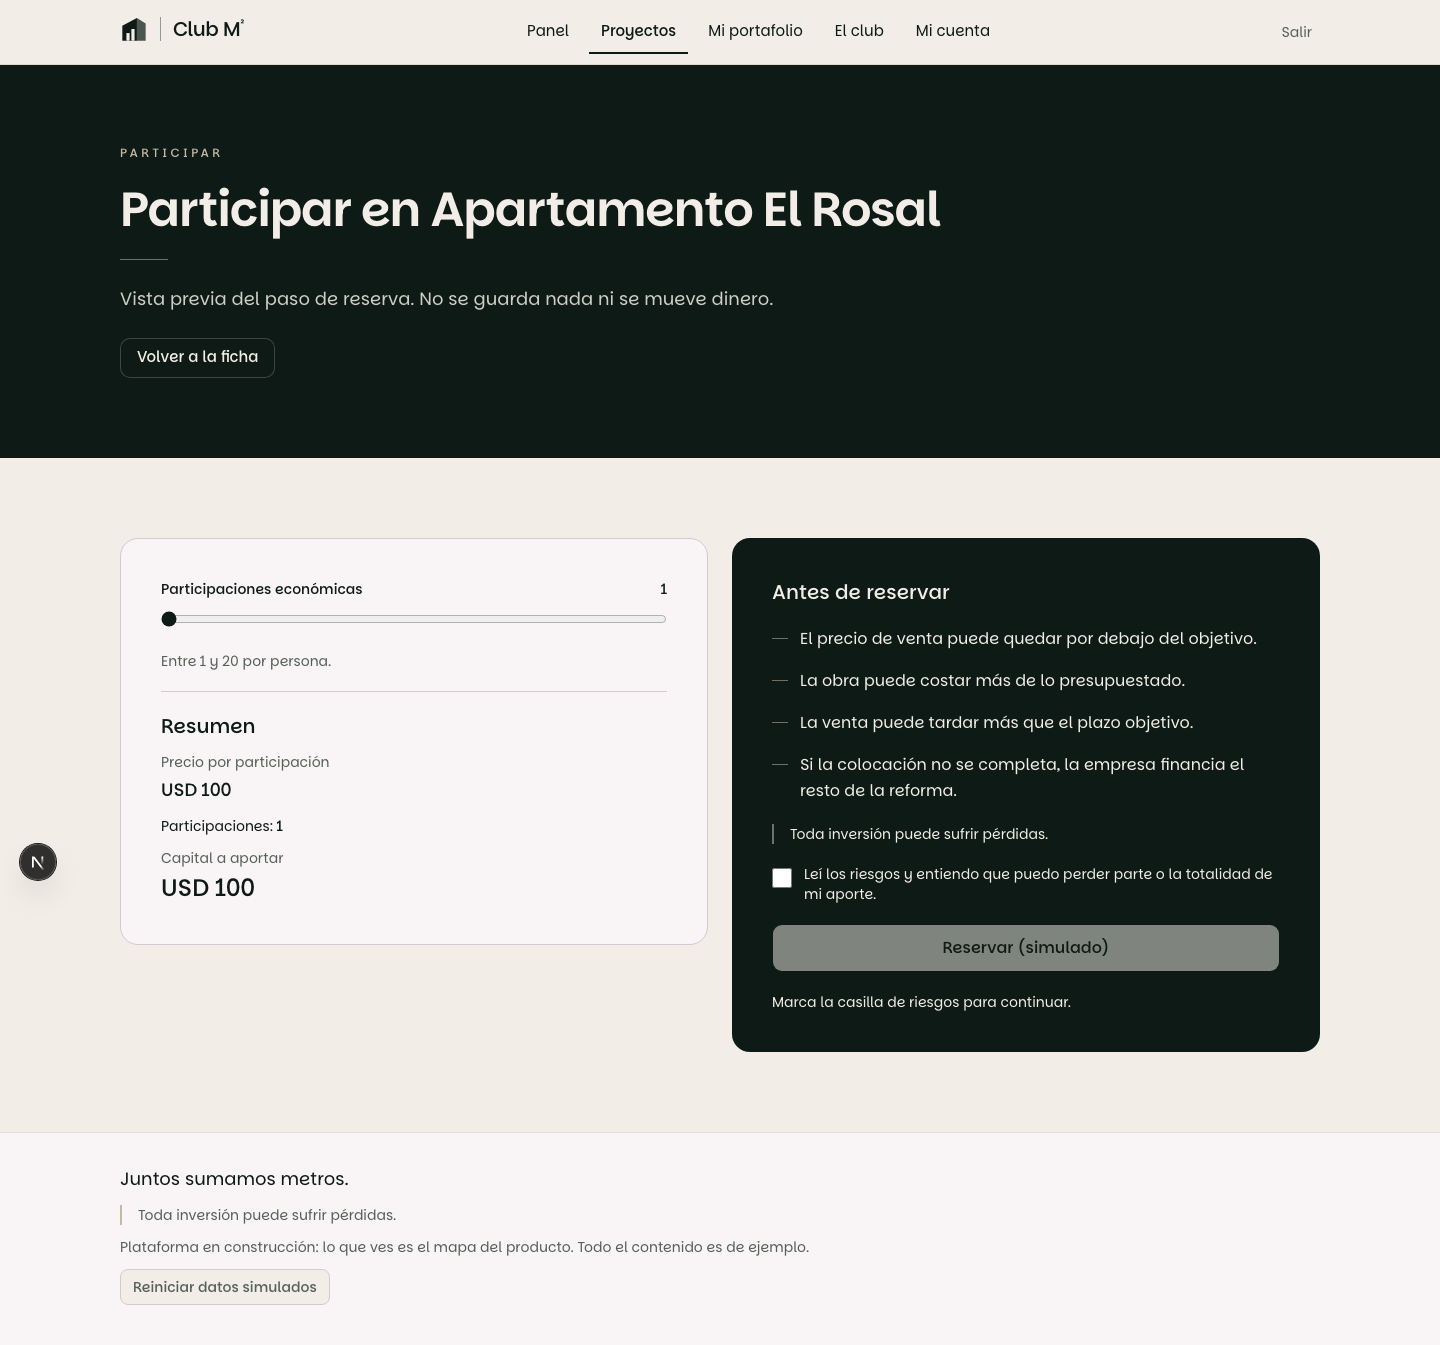 Club M²
Panel
Proyectos
Mi portafolio
El club
Mi cuenta
Salir
PARTICIPAR
Participar en Apartamento El Rosal
Vista previa del paso de reserva. No se guarda nada ni se mueve dinero.
Volver a la ficha
Participaciones económicas 1
Entre 1 y 20 por persona.
Resumen
Precio por participación
USD 100
Participaciones: 1
Capital a aportar
USD 100
N
Antes de reservar
— El precio de venta puede quedar por debajo del objetivo.
— La obra puede costar más de lo presupuestado.
— La venta puede tardar más que el plazo objetivo.
— Si la colocación no se completa, la empresa financia el
resto de la reforma.
Toda inversión puede sufrir pérdidas.
Leí los riesgos y entiendo que puedo perder parte o la totalidad de
mi aporte.
Reservar (simulado)
Marca la casilla de riesgos para continuar.
Juntos sumamos metros.
Toda inversión puede sufrir pérdidas.
Plataforma en construcción: lo que ves es el mapa del producto. Todo el contenido es de ejemplo.
Reiniciar datos simulados